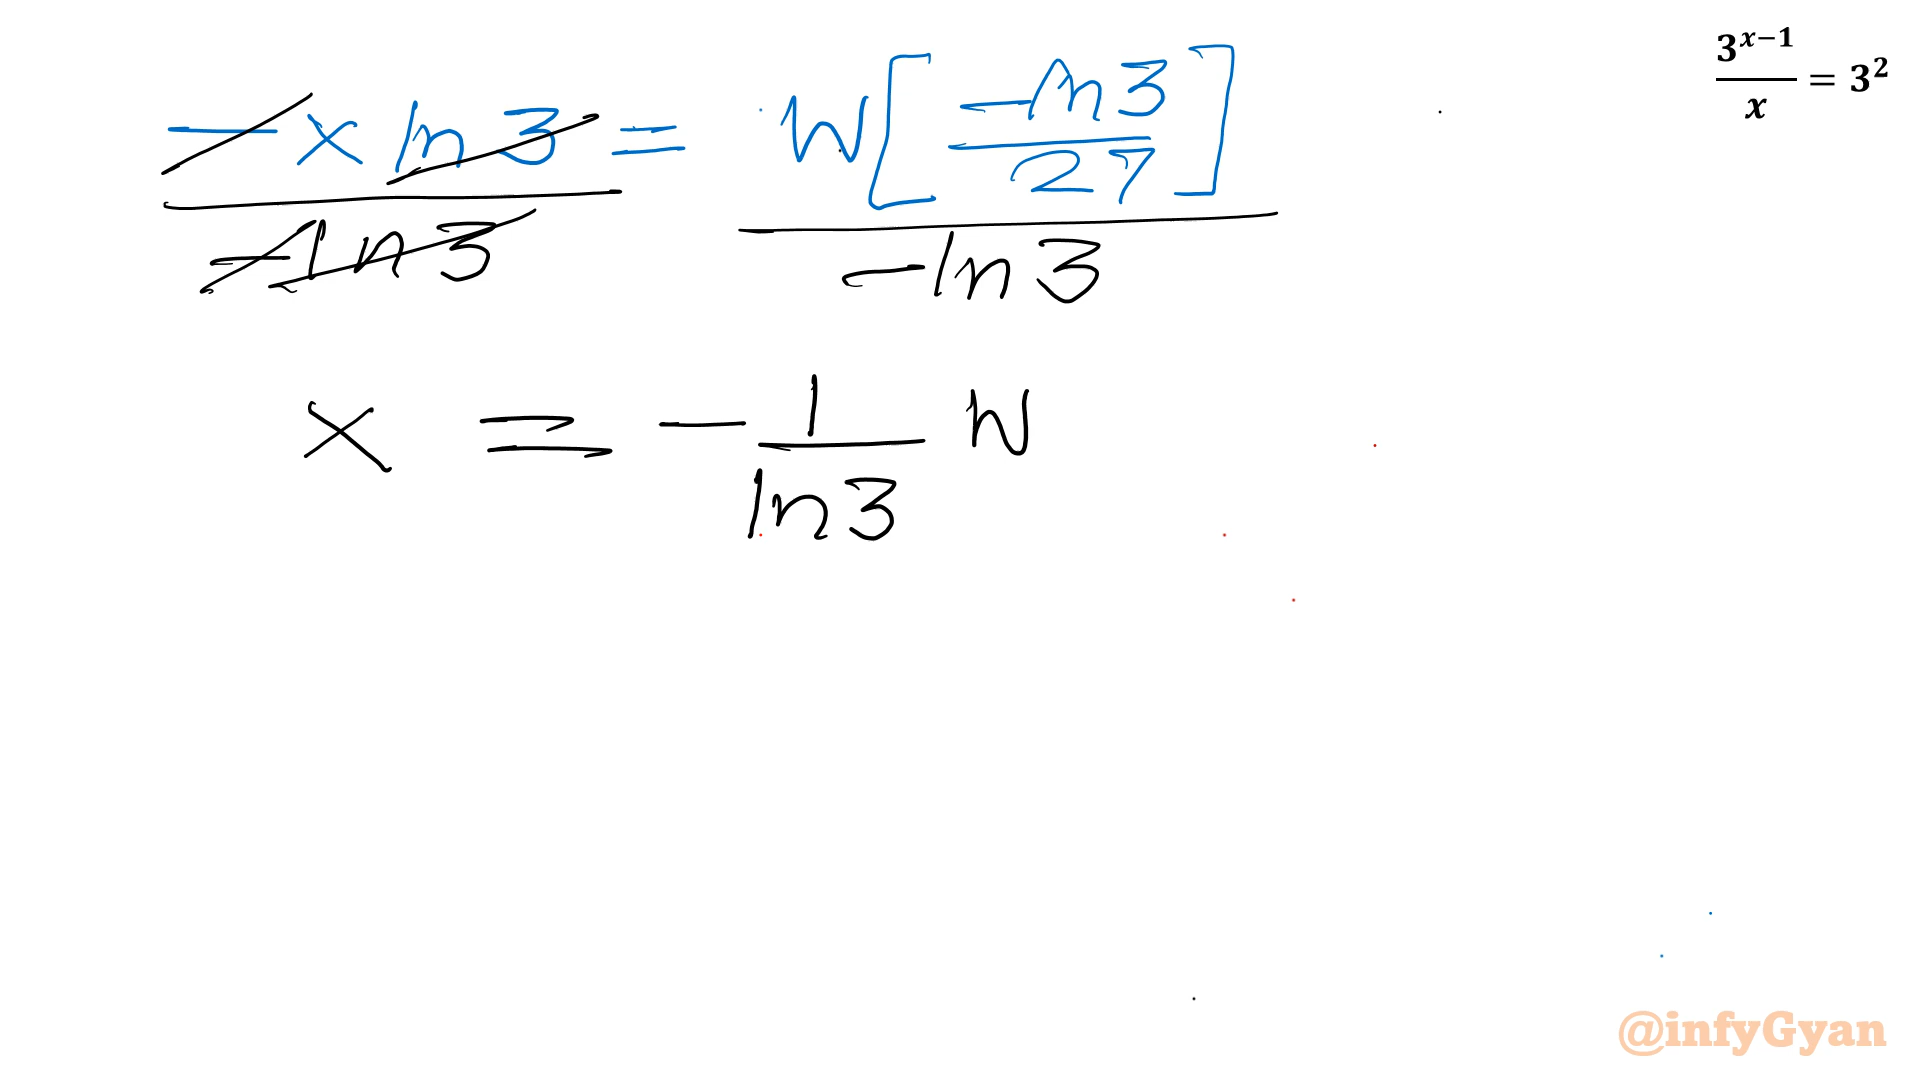 3^{x-1}/x = 3^2
-x ln3 / -ln3 = W[-ln3/27] / -ln3
x = -1/ln3 W
@infyGyan